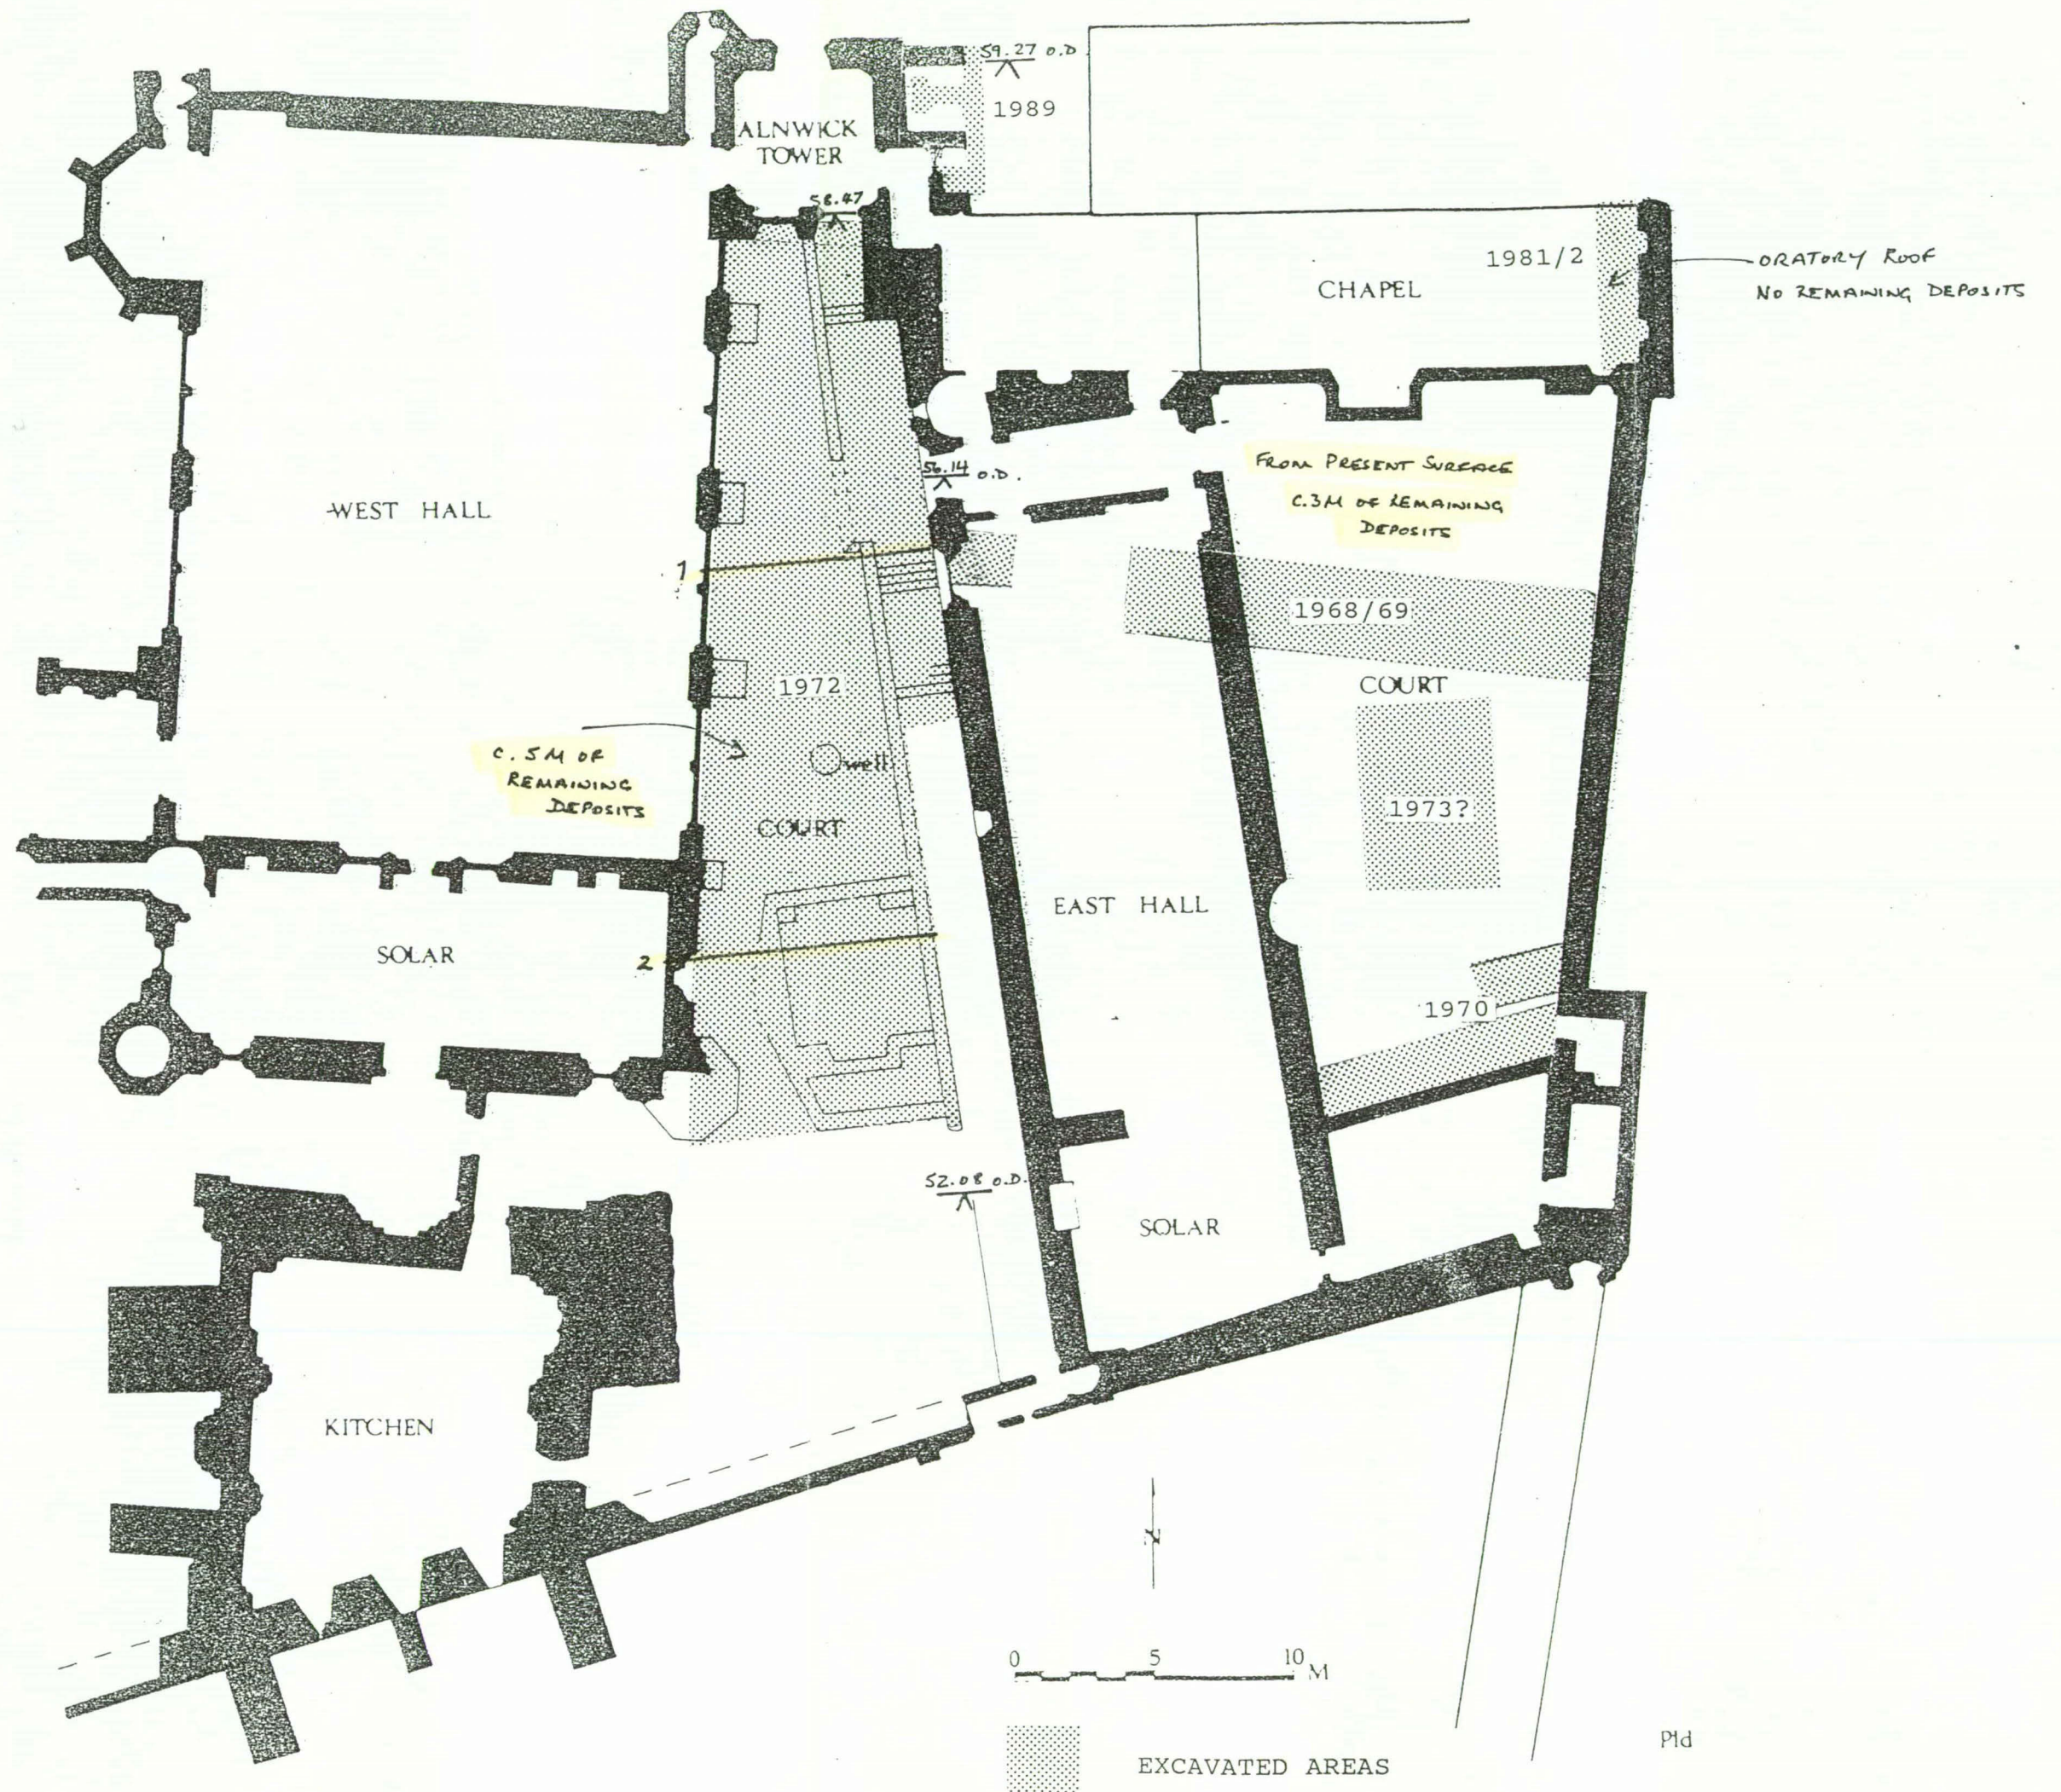 59.27 O.D
1989
ALNWICK
TOWER
58.47
1981/2
ORATORY ROOF
NO REMAINING DEPOSITS
CHAPEL
FROM PRESENT SURFACE
C.3M OF REMAINING
DEPOSITS
56.14 O.D.
WEST HALL
1
1968/69
1972
COURT
C. 5M OF
REMAINING
DEPOSITS
well
1973?
COURT
EAST HALL
SOLAR
2
1970
52.08 O.D.
SOLAR
KITCHEN
N
0 5 10 M
Pld
EXCAVATED AREAS